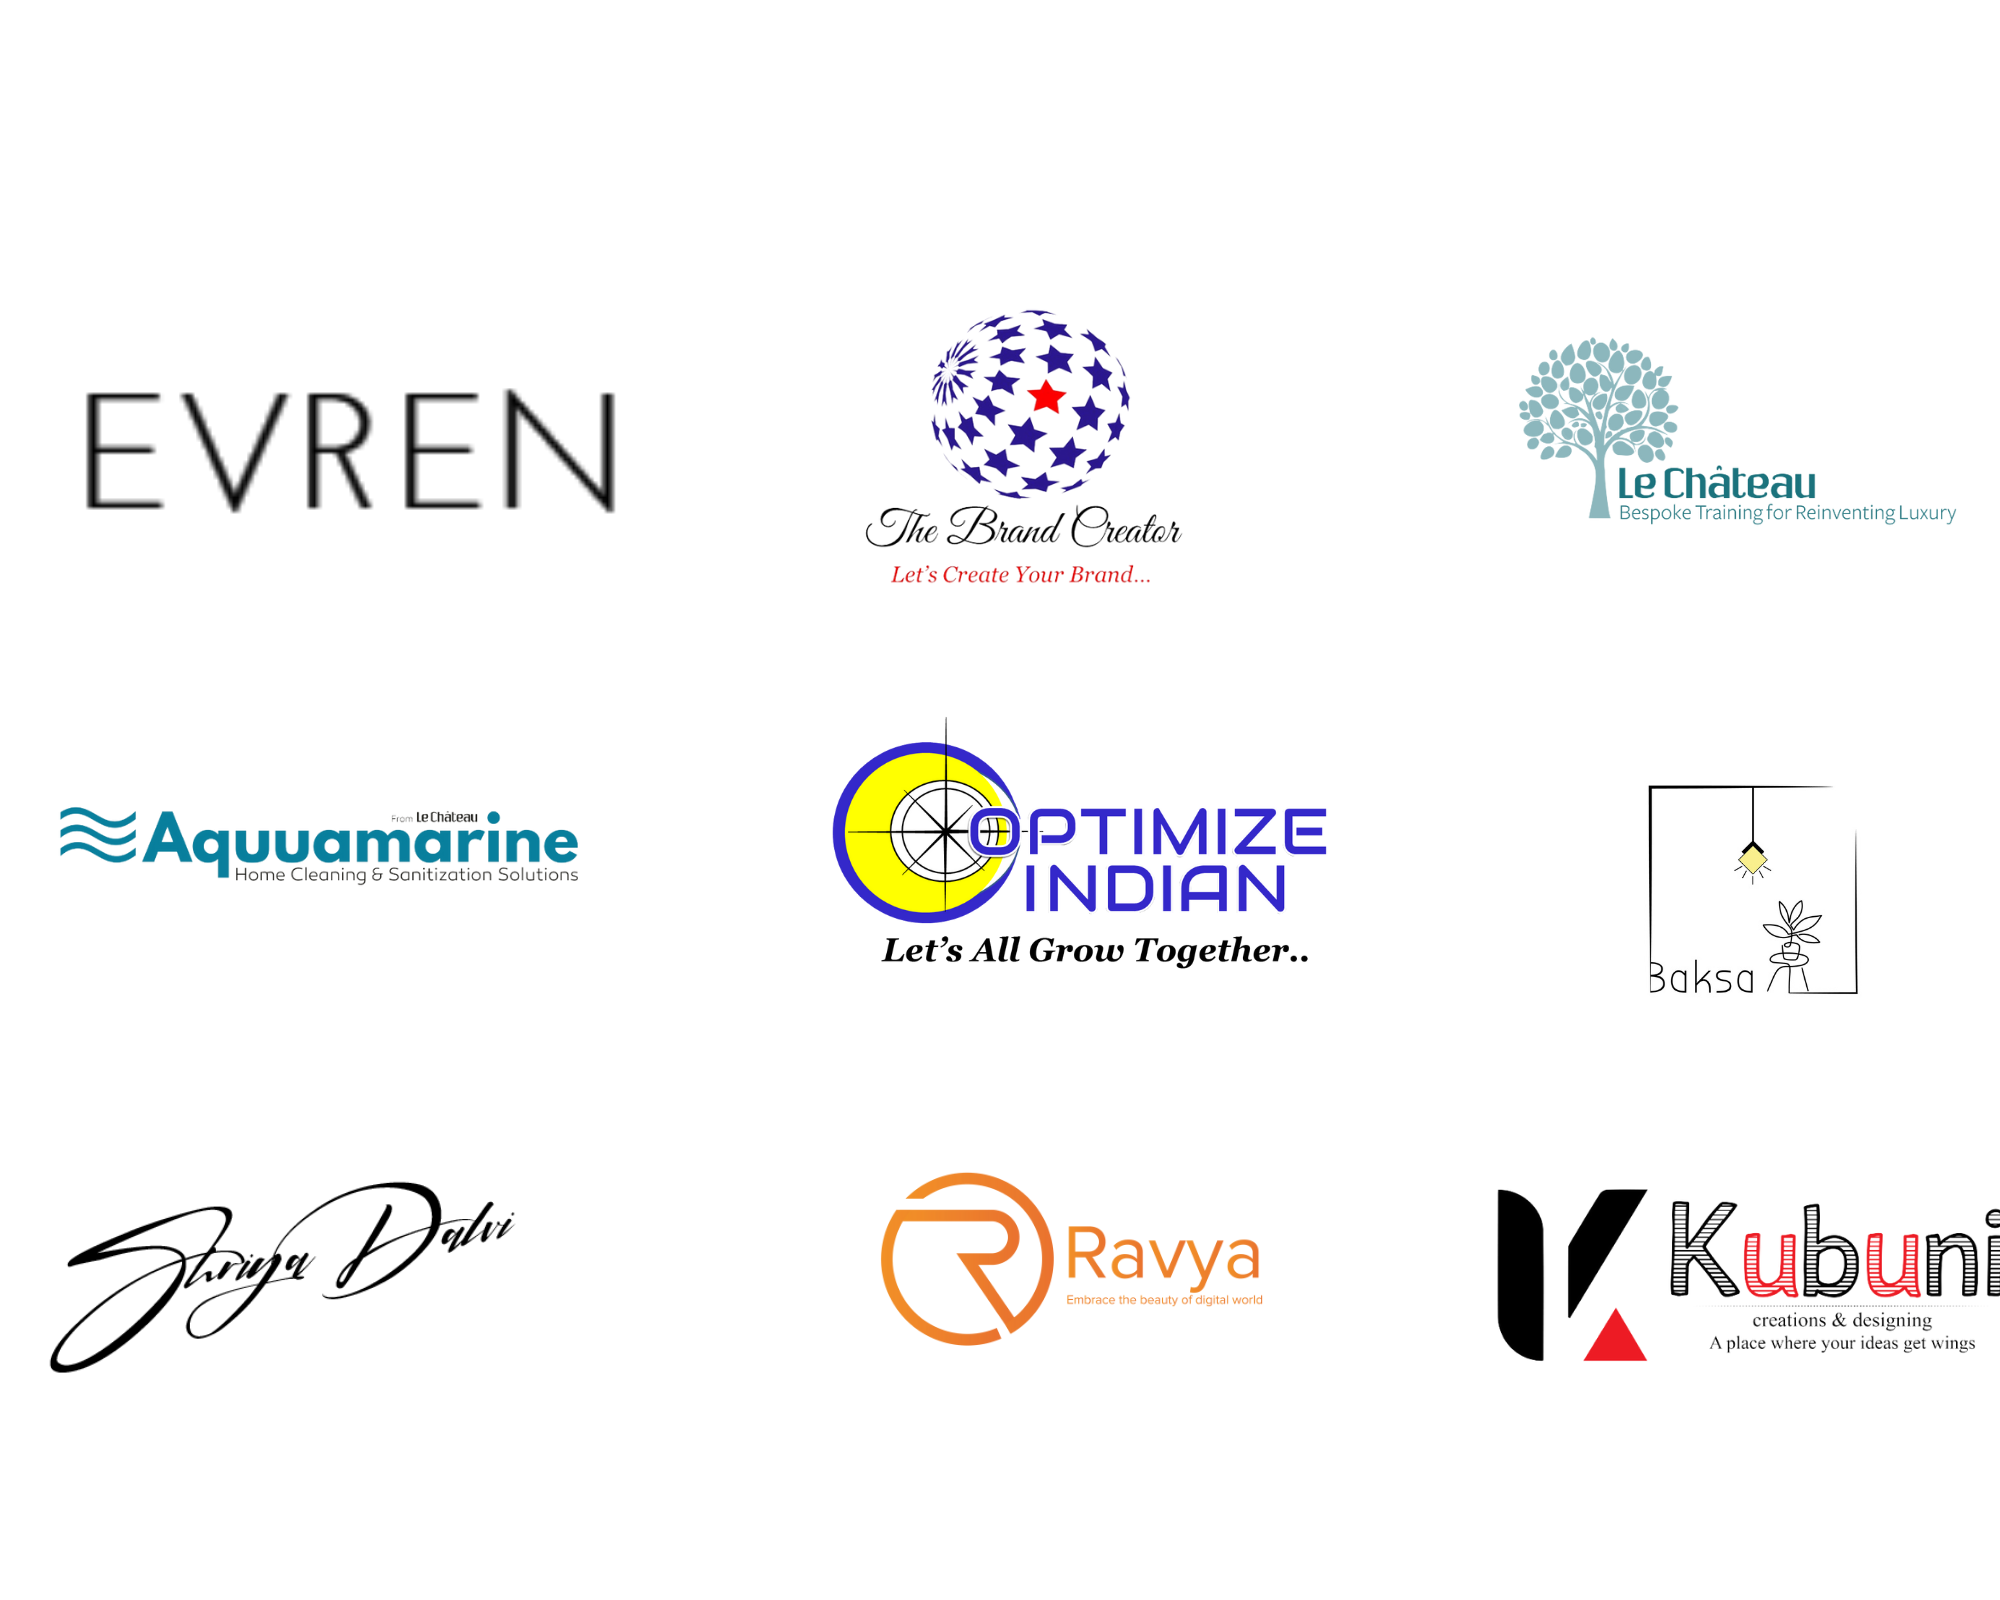 EVREN
The Brand Creator
Let's Create Your Brand...
Le Château
Bespoke Training for Reinventing Luxury
From Le Château
Aquuamarine
Home Cleaning & Sanitization Solutions
OPTIMIZE
INDIAN
Let's All Grow Together..
Baksa
Shriya Dalvi
Ravya
Embrace the beauty of digital world
Kubuni
creations & designing
A place where your ideas get wings